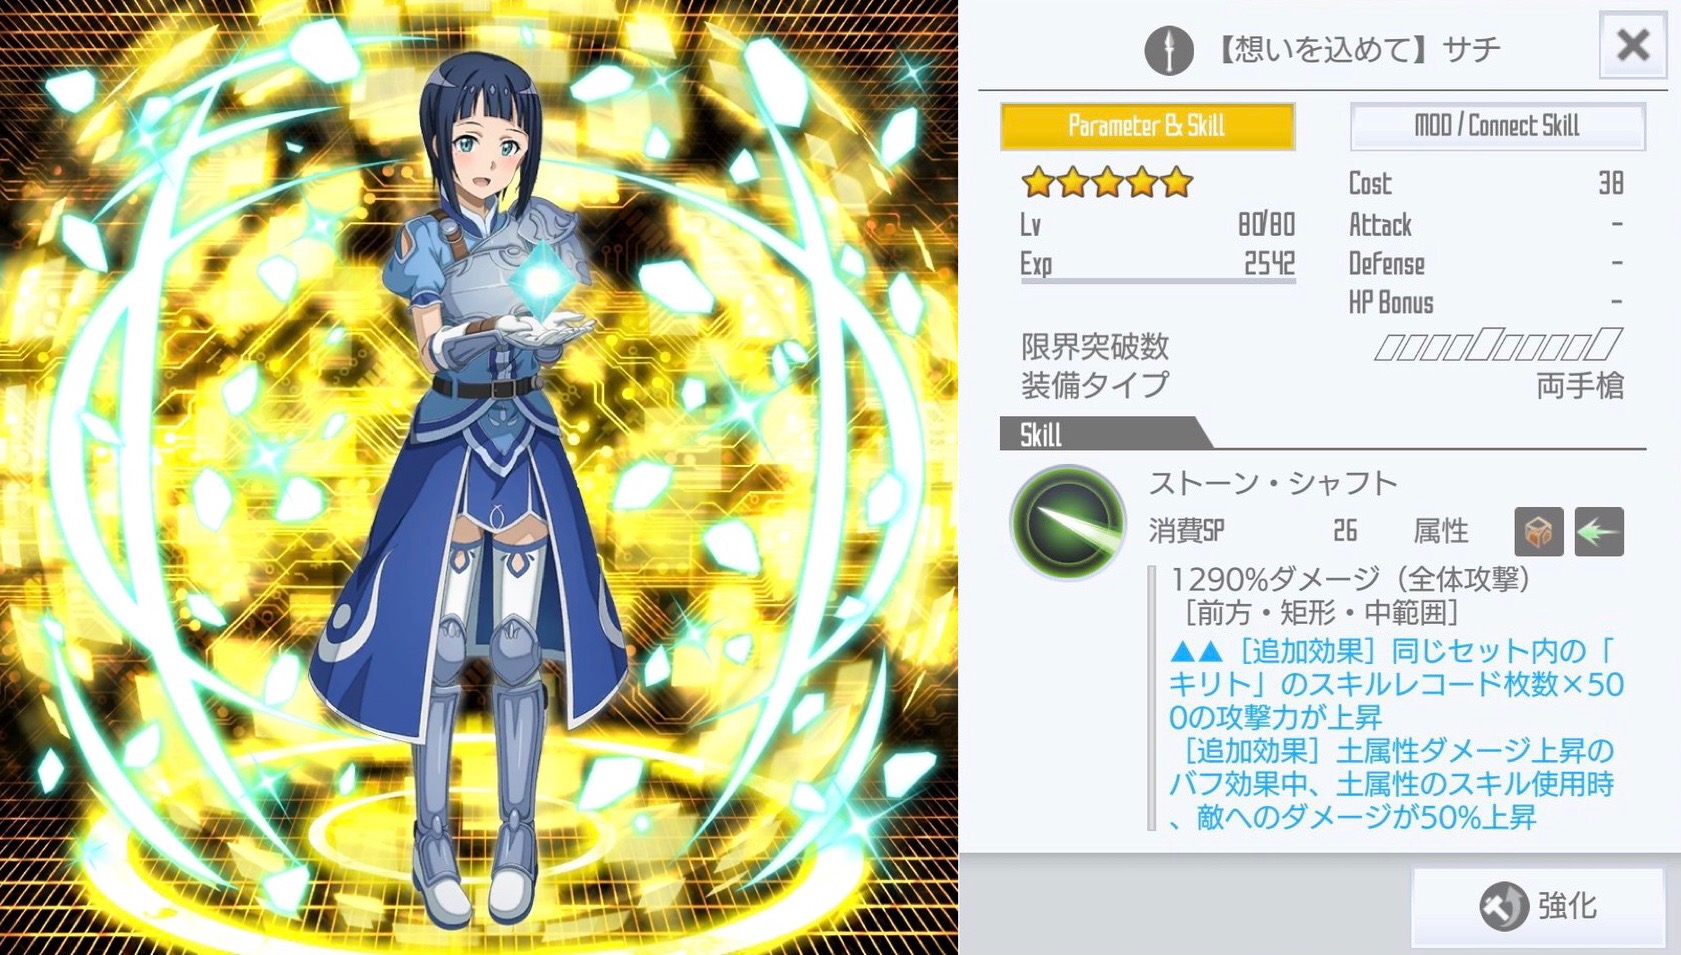 【想いを込めて】サチ
Parameter & Skill
MOD / Connect Skill
Lv 80/80
Exp 2542
Cost 38
Attack -
Defense -
HP Bonus -
限界突破数
装備タイプ 両手槍
Skill
ストーン・シャフト
消費SP 26 属性
1290%ダメージ（全体攻撃）
［前方・矩形・中範囲］
▲▲［追加効果］同じセット内の「
キリト」のスキルレコード枚数×50
0の攻撃力が上昇
［追加効果］土属性ダメージ上昇の
バフ効果中、土属性のスキル使用時
、敵へのダメージが50%上昇
強化